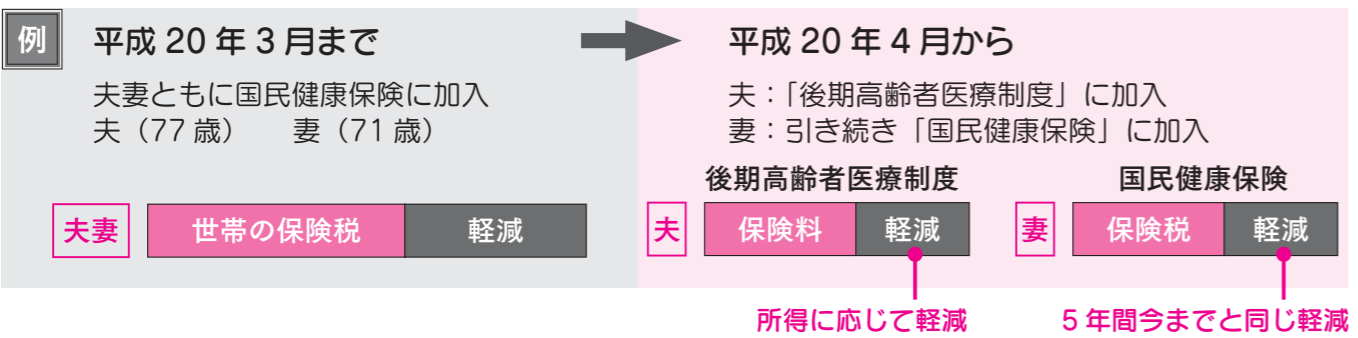 例
平成 20 年 3 月まで
夫妻ともに国民健康保険に加入
夫（77 歳）　妻（71 歳）
夫妻 世帯の保険税 軽減
平成 20 年 4 月から
夫：「後期高齢者医療制度」に加入
妻：引き続き「国民健康保険」に加入
後期高齢者医療制度
夫 保険料 軽減
所得に応じて軽減
国民健康保険
妻 保険税 軽減
5 年間今までと同じ軽減